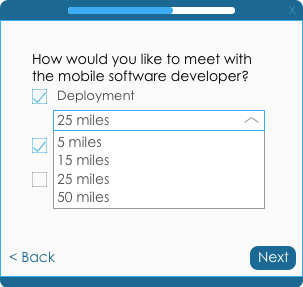 X
How would you like to meet with
the mobile software developer?
Deployment
25 miles
5 miles
15 miles
25 miles
50 miles
< Back
Next